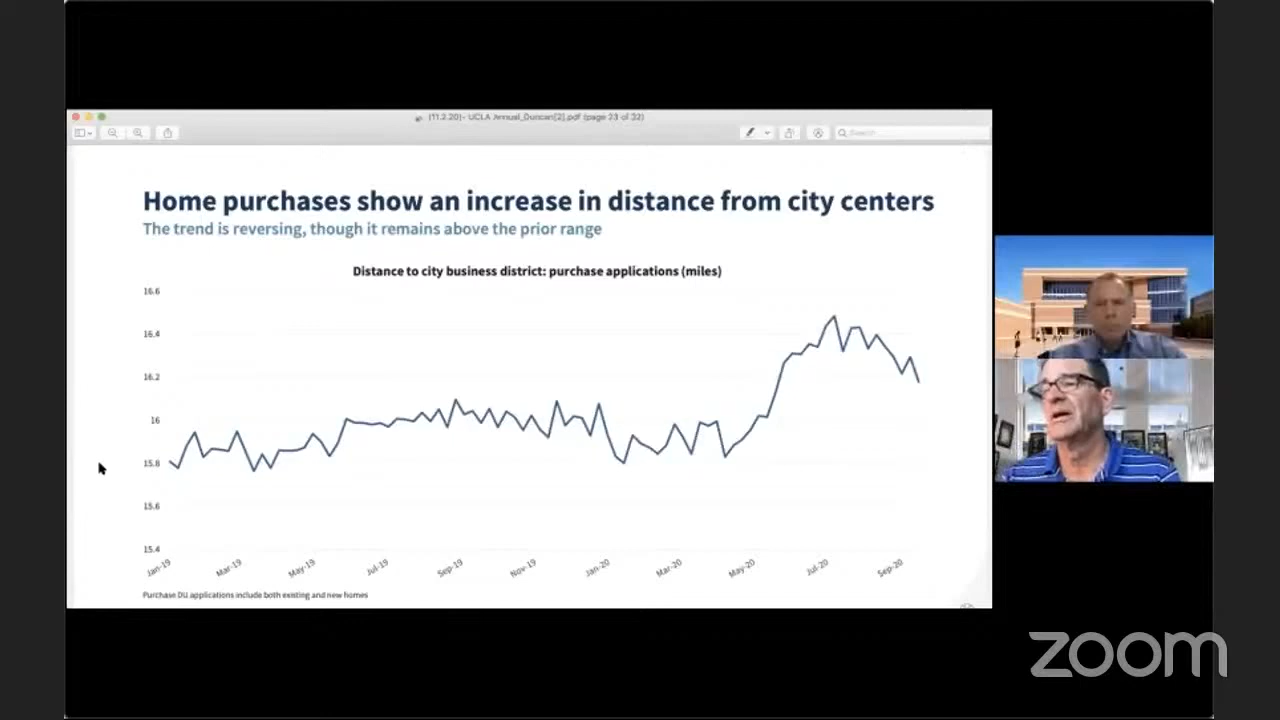 (11.2.20)- UCLA Annual_Duncan[2].pdf (page 23 of 32)
Search
Home purchases show an increase in distance from city centers
The trend is reversing, though it remains above the prior range
Distance to city business district: purchase applications (miles)
16.6
16.4
16.2
16
15.8
15.6
15.4
Jan-19 Mar-19 May-19 Jul-19 Sep-19 Nov-19 Jan-20 Mar-20 May-20 Jul-20 Sep-20
Purchase DU applications include both existing and new homes
zoom